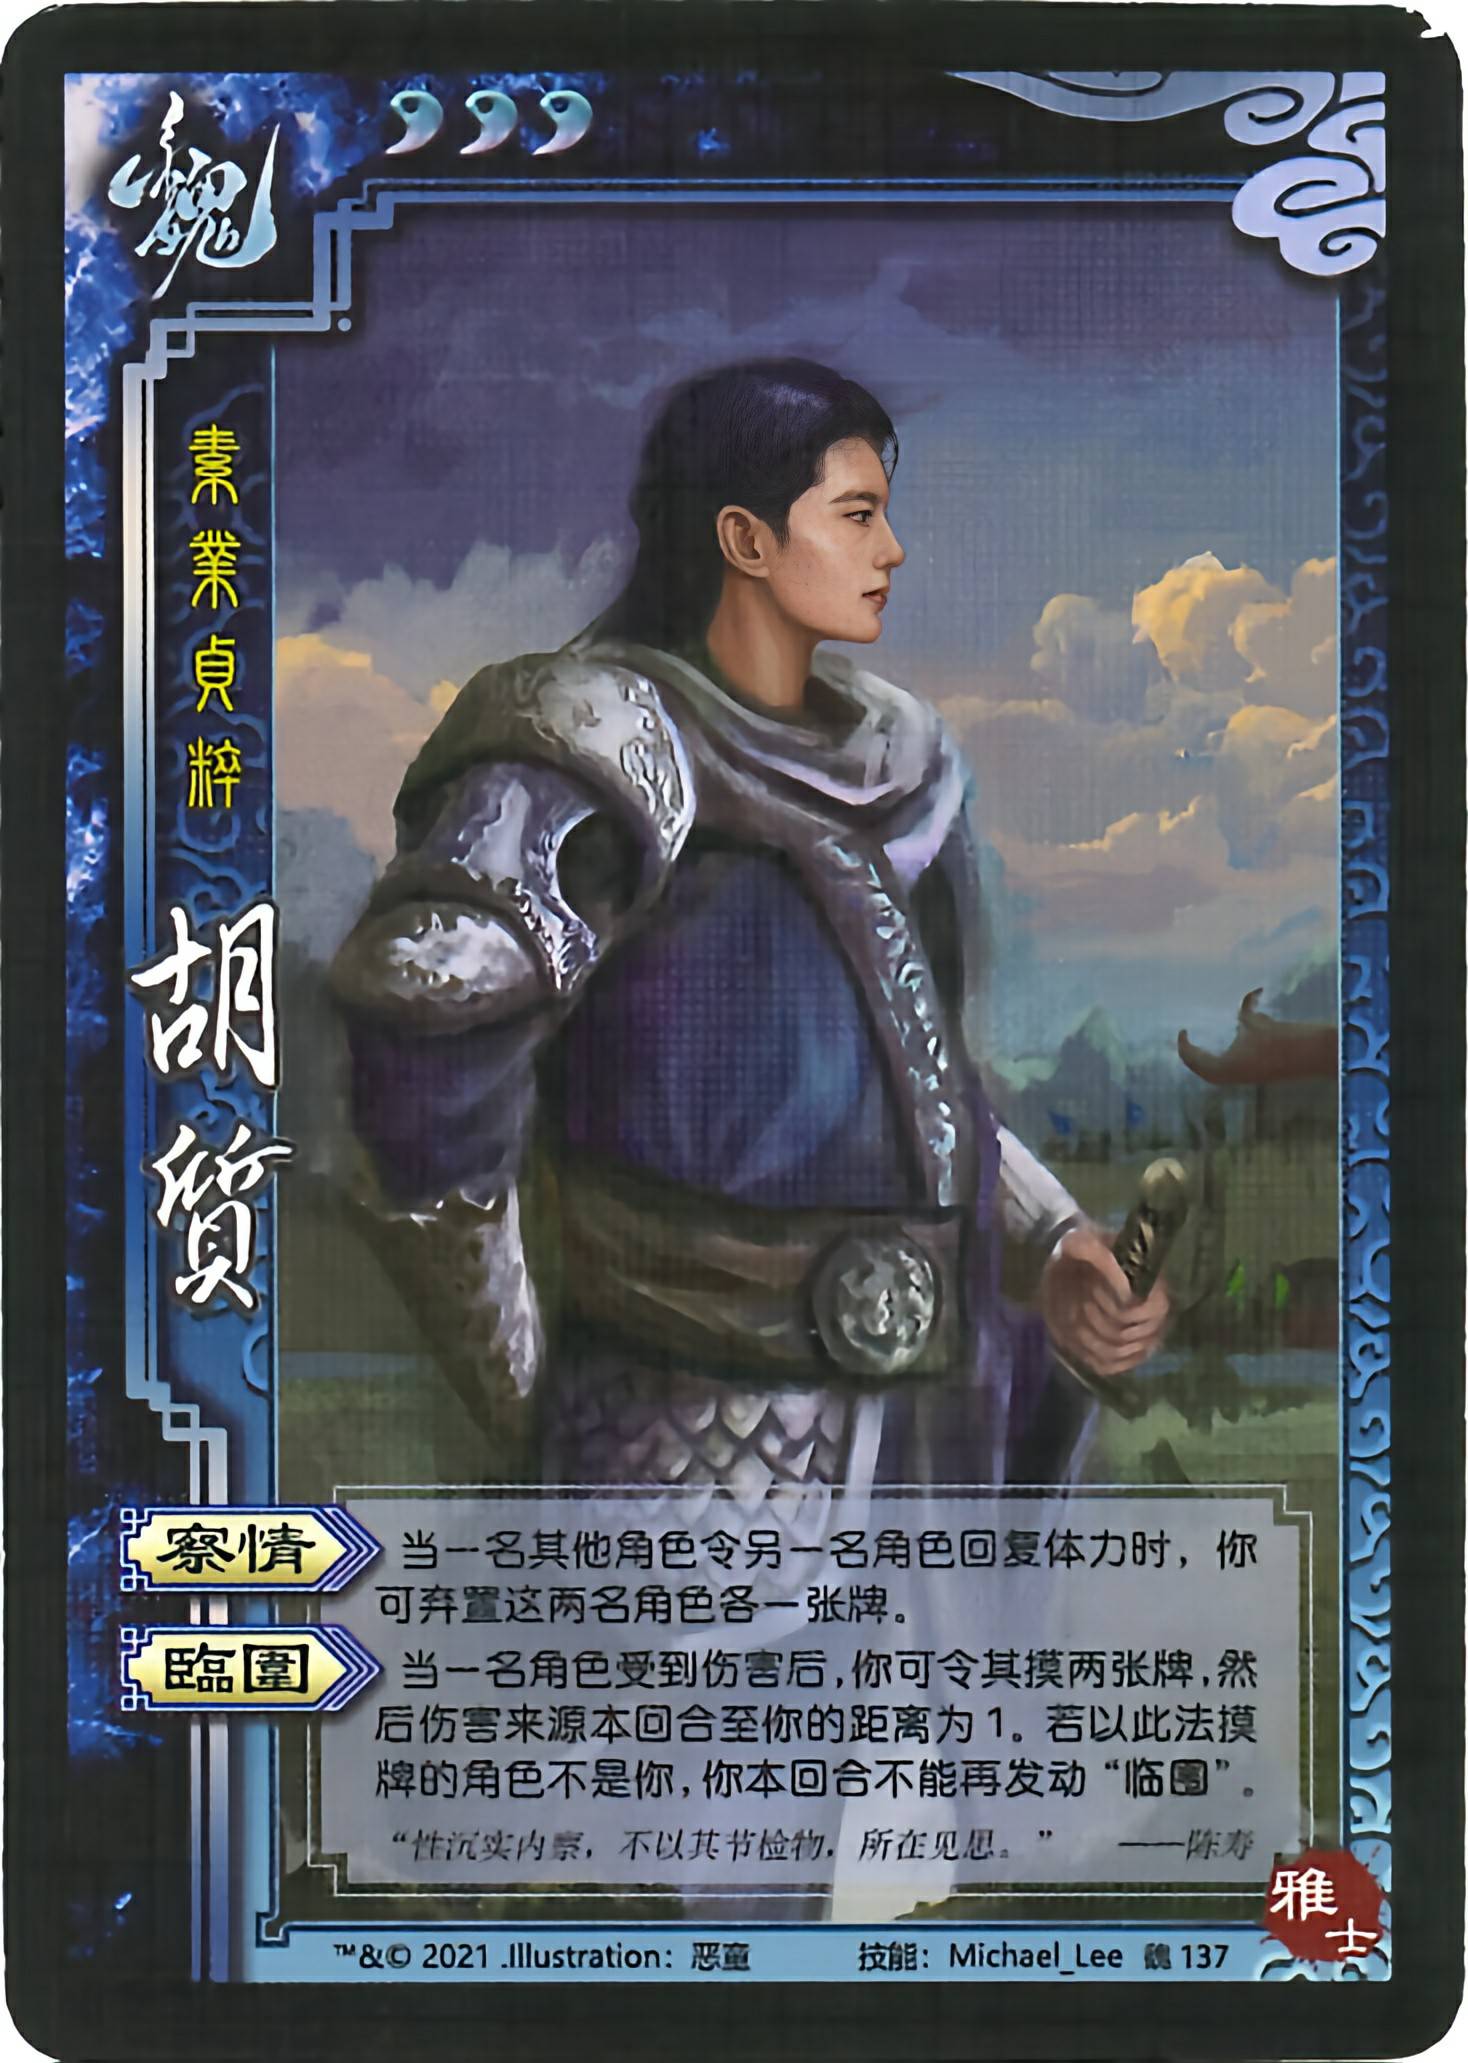 魏
素業貞粹
胡質
察情
当一名其他角色令另一名角色回复体力时，你
可弃置这两名角色各一张牌。
臨圍
当一名角色受到伤害后，你可令其摸两张牌，然
后伤害来源本回合至你的距离为1。若以此法摸
牌的角色不是你，你本回合不能再发动“临围”。
“性沉实内察，不以其节检物，所在见思。” ——陈寿
雅士
™&© 2021 .Illustration：恶童 技能：Michael_Lee 魏 137